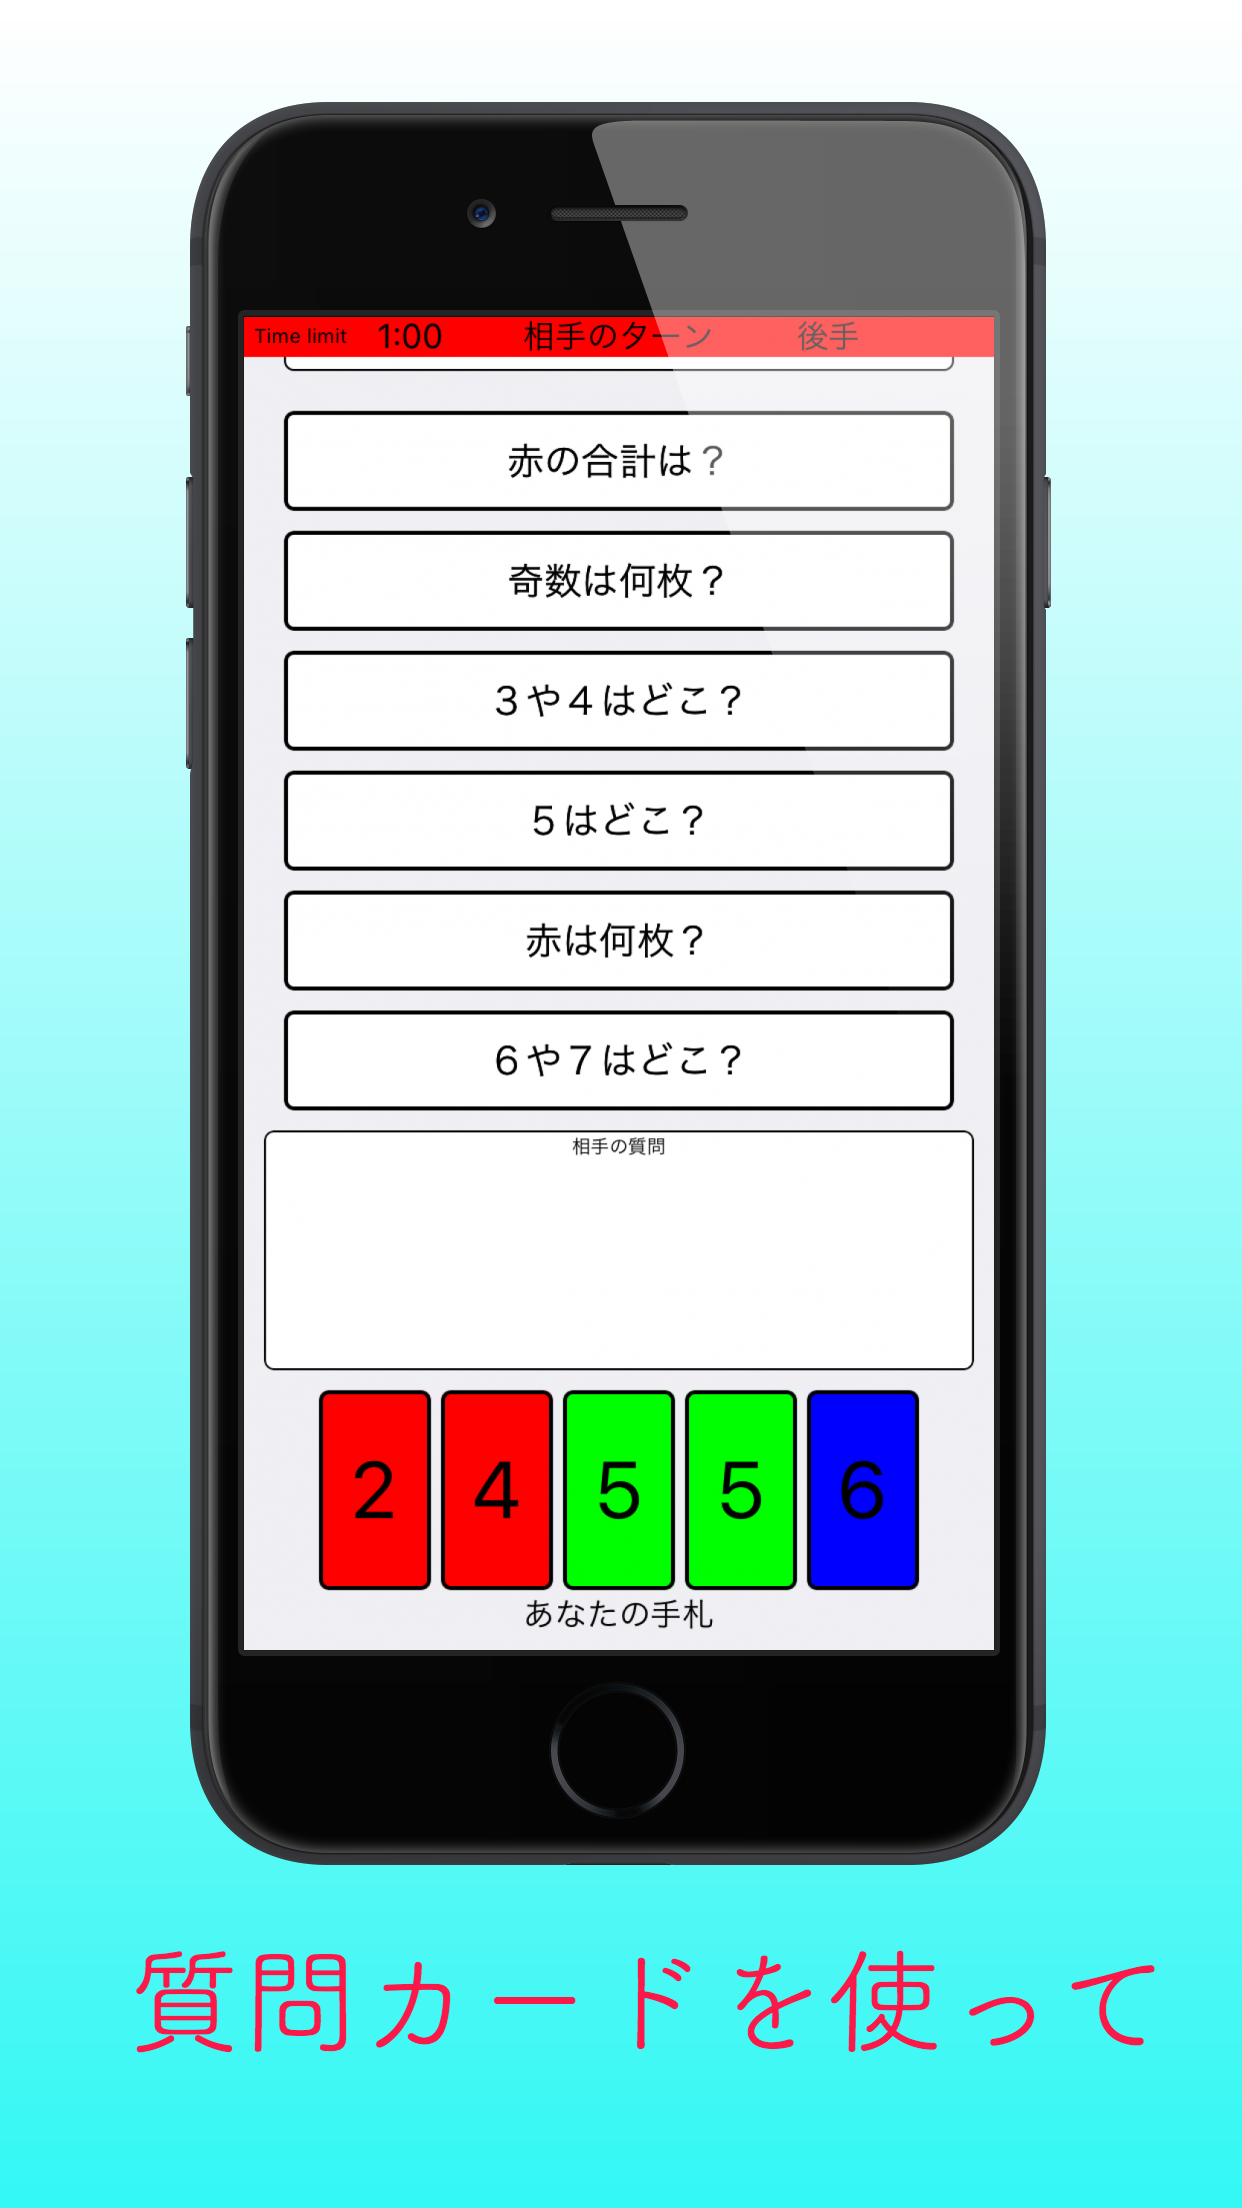 Time limit 1:00 相手のターン 後手
赤の合計は？
奇数は何枚？
３や４はどこ？
５はどこ？
赤は何枚？
６や７はどこ？
相手の質問
2 4 5 5 6
あなたの手札
質問カードを使って